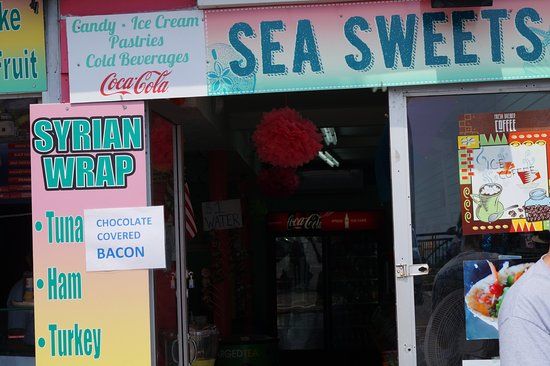 ke
Fruit
Candy · Ice Cream
Pastries
· Cold Beverages
Coca-Cola
SEA SWEETS
SYRIAN
WRAP
• Tuna
• Ham
• Turkey
CHOCOLATE
COVERED
BACON
WATER
Coca-Cola
COFFEE
ICE